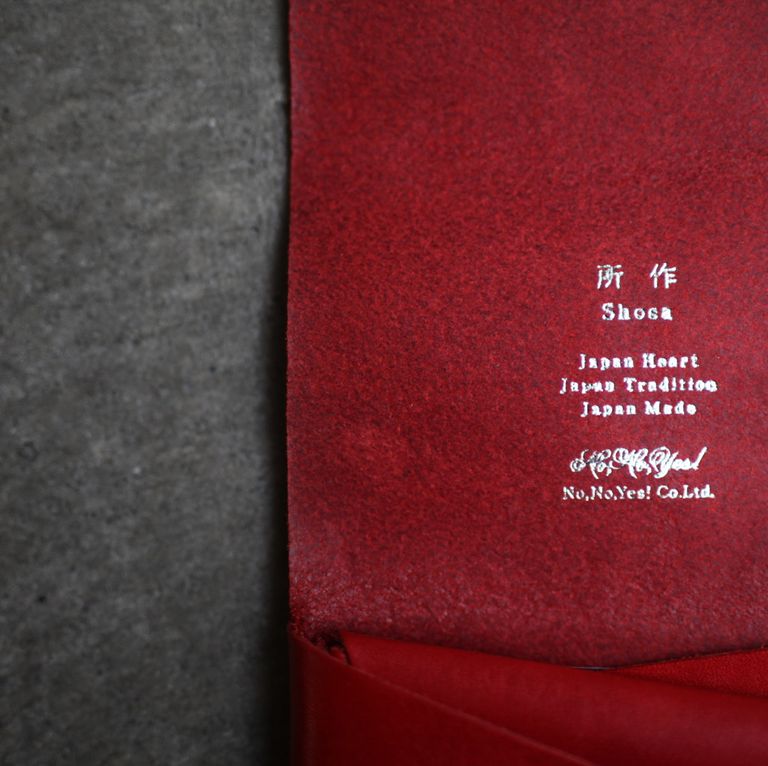 所作
Shosa
Japan Heart
Japan Tradition
Japan Made
No,No,Yes!
No,No,Yes! Co.Ltd.